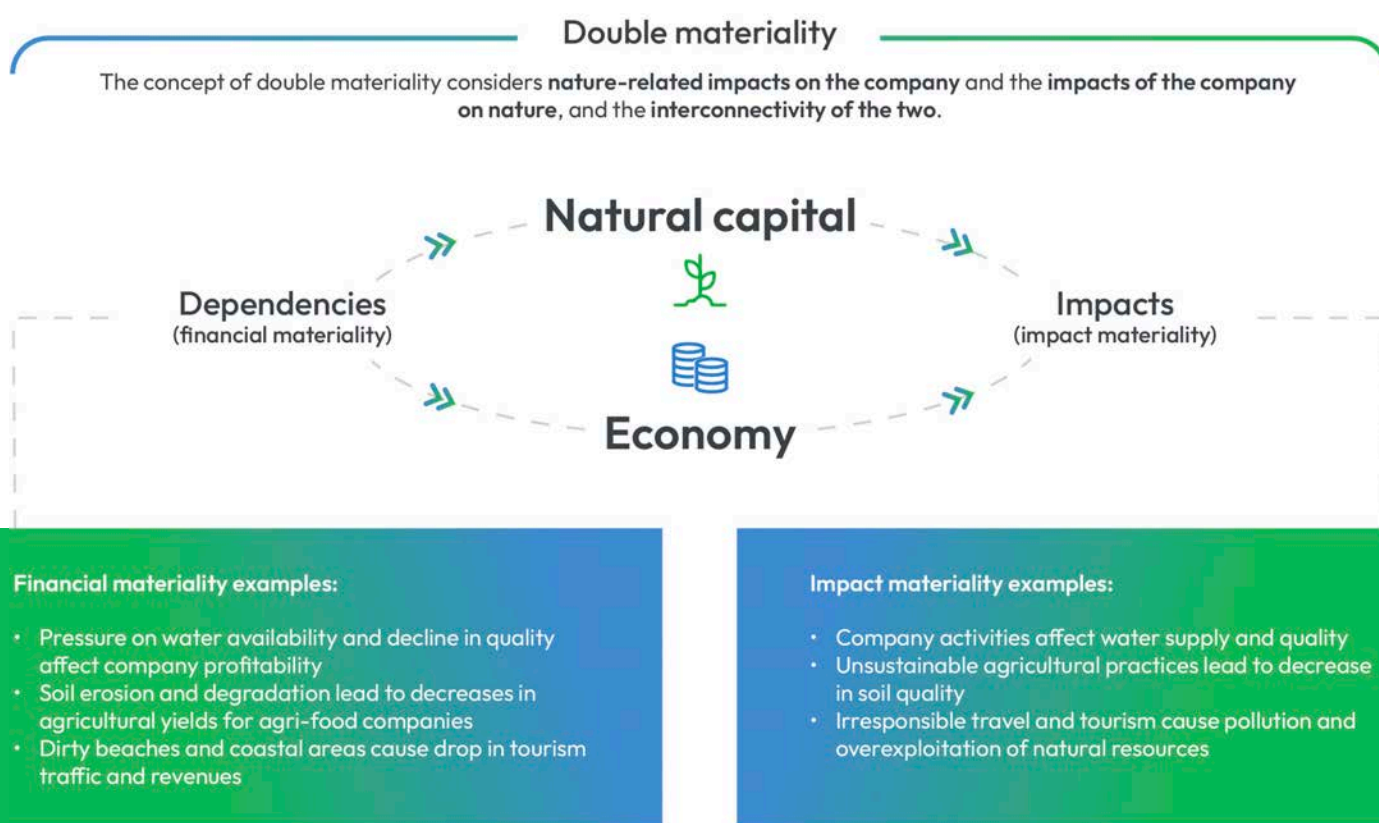 Double materiality
The concept of double materiality considers nature-related impacts on the company and the impacts of the company
on nature, and the interconnectivity of the two.
Natural capital
Dependencies
(financial materiality)
Impacts
(impact materiality)
Economy
Financial materiality examples:
• Pressure on water availability and decline in quality
affect company profitability
• Soil erosion and degradation lead to decreases in
agricultural yields for agri-food companies
• Dirty beaches and coastal areas cause drop in tourism
traffic and revenues
Impact materiality examples:
• Company activities affect water supply and quality
• Unsustainable agricultural practices lead to decrease
in soil quality
• Irresponsible travel and tourism cause pollution and
overexploitation of natural resources